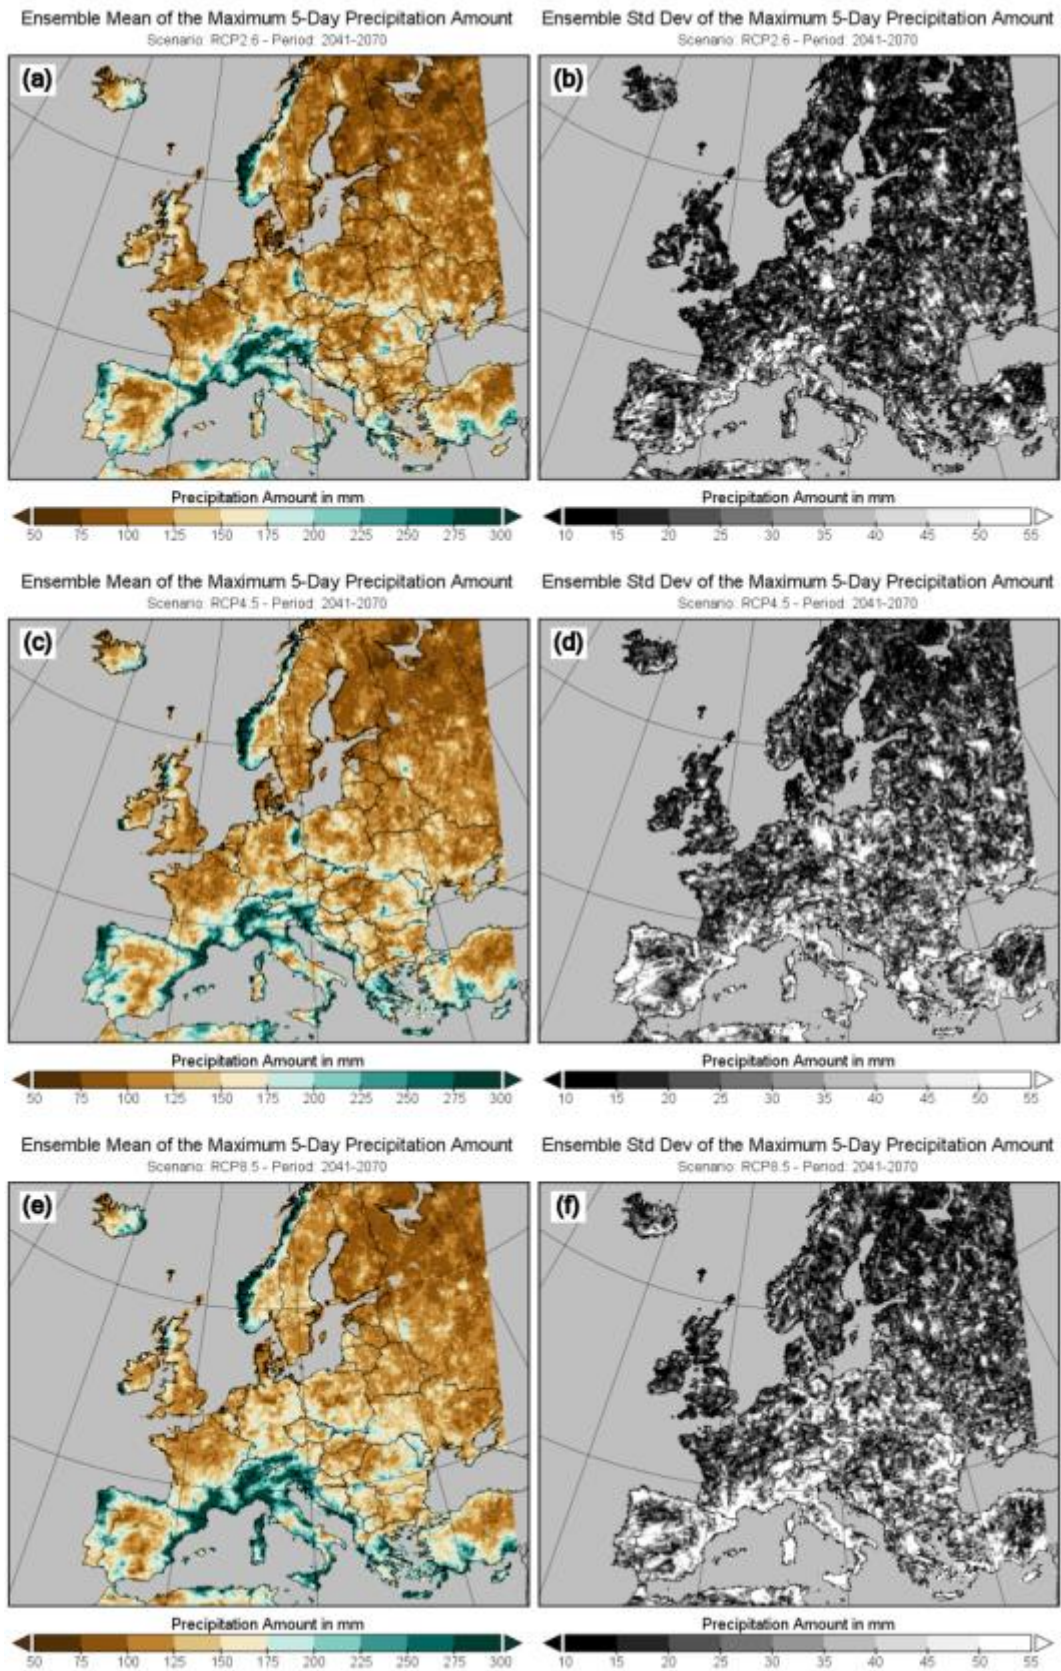 Ensemble Mean of the Maximum 5-Day Precipitation Amount
Scenario: RCP2.6 - Period: 2041-2070
(a)
Precipitation Amount in mm
50 75 100 125 150 175 200 225 250 275 300
Ensemble Std Dev of the Maximum 5-Day Precipitation Amount
Scenario: RCP2.6 - Period: 2041-2070
(b)
Precipitation Amount in mm
10 15 20 25 30 35 40 45 50 55
Ensemble Mean of the Maximum 5-Day Precipitation Amount
Scenario: RCP4.5 - Period: 2041-2070
(c)
Precipitation Amount in mm
50 75 100 125 150 175 200 225 250 275 300
Ensemble Std Dev of the Maximum 5-Day Precipitation Amount
Scenario: RCP4.5 - Period: 2041-2070
(d)
Precipitation Amount in mm
10 15 20 25 30 35 40 45 50 55
Ensemble Mean of the Maximum 5-Day Precipitation Amount
Scenario: RCP8.5 - Period: 2041-2070
(e)
Precipitation Amount in mm
50 75 100 125 150 175 200 225 250 275 300
Ensemble Std Dev of the Maximum 5-Day Precipitation Amount
Scenario: RCP8.5 - Period: 2041-2070
(f)
Precipitation Amount in mm
10 15 20 25 30 35 40 45 50 55